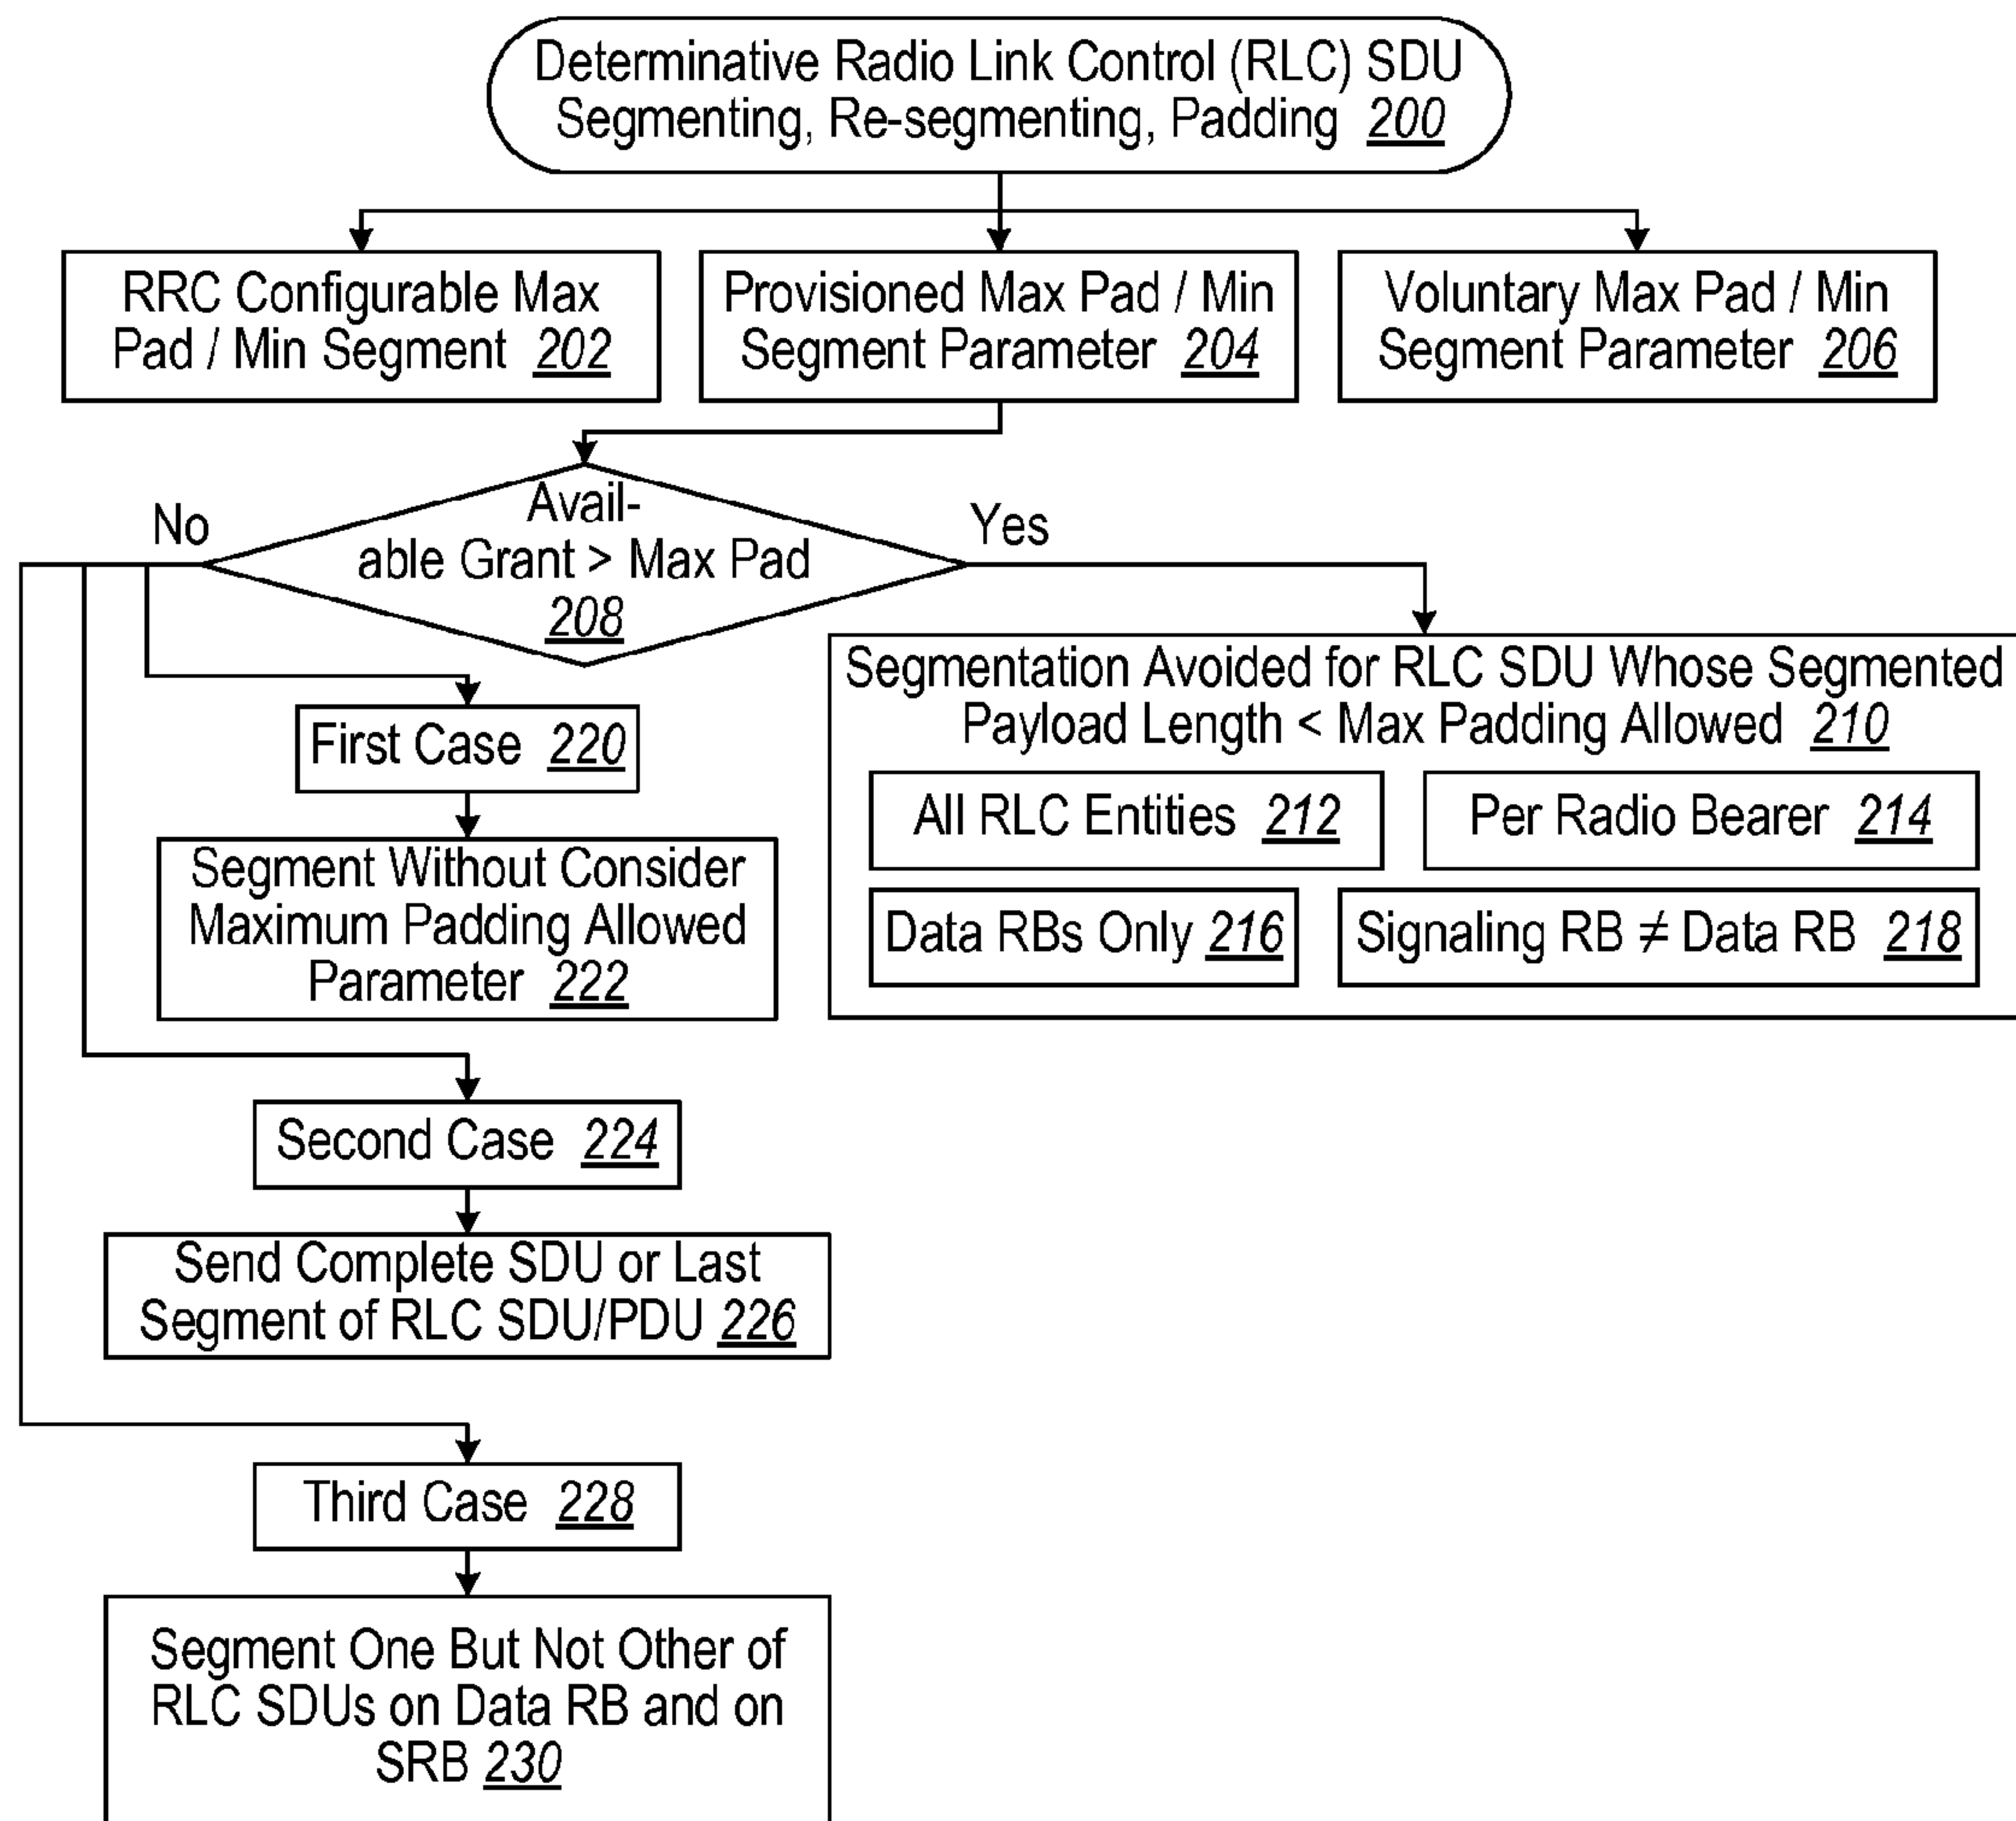 Determinative Radio Link Control (RLC) SDU
Segmenting, Re-segmenting, Padding 200
RRC Configurable Max
Pad / Min Segment 202
Provisioned Max Pad / Min
Segment Parameter 204
Voluntary Max Pad / Min
Segment Parameter 206
No
Avail-
able Grant > Max Pad
208
Yes
Segmentation Avoided for RLC SDU Whose Segmented
Payload Length < Max Padding Allowed 210
All RLC Entities 212
Per Radio Bearer 214
Data RBs Only 216
Signaling RB ≠ Data RB 218
First Case 220
Segment Without Consider
Maximum Padding Allowed
Parameter 222
Second Case 224
Send Complete SDU or Last
Segment of RLC SDU/PDU 226
Third Case 228
Segment One But Not Other of
RLC SDUs on Data RB and on
SRB 230